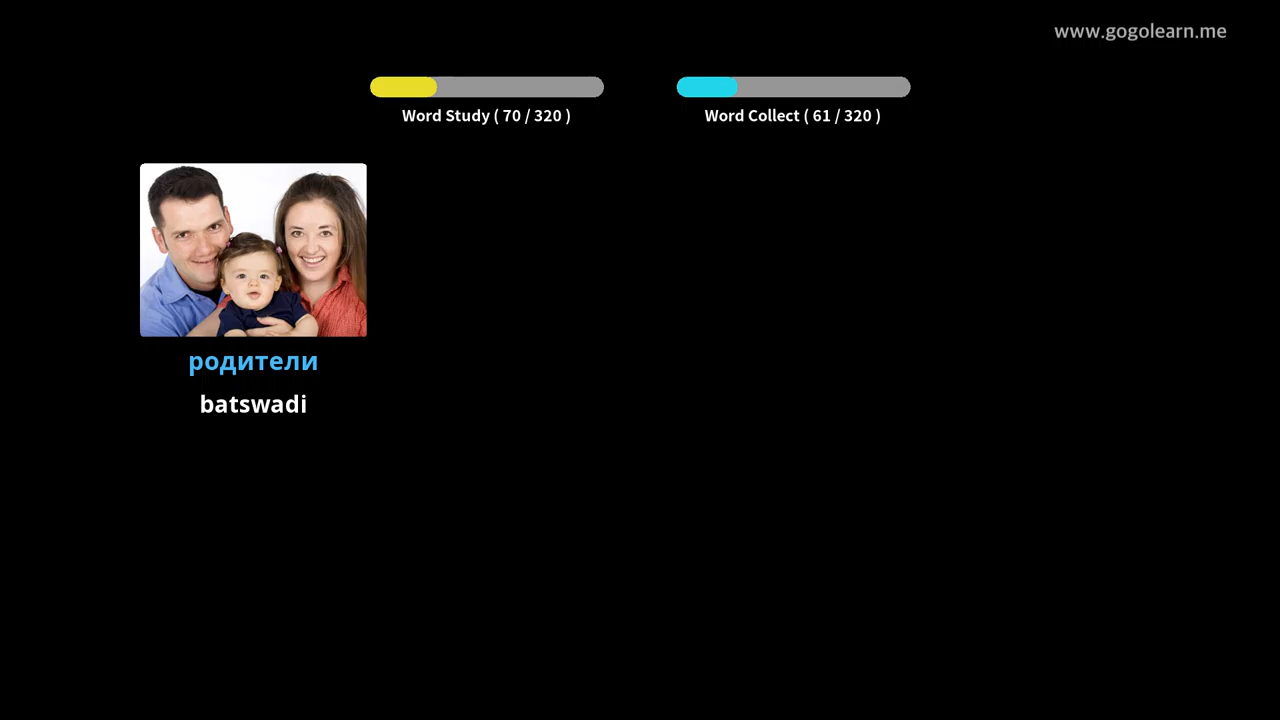 www.gogolearn.me
Word Study ( 70 / 320 )
Word Collect ( 61 / 320 )
родители
batswadi